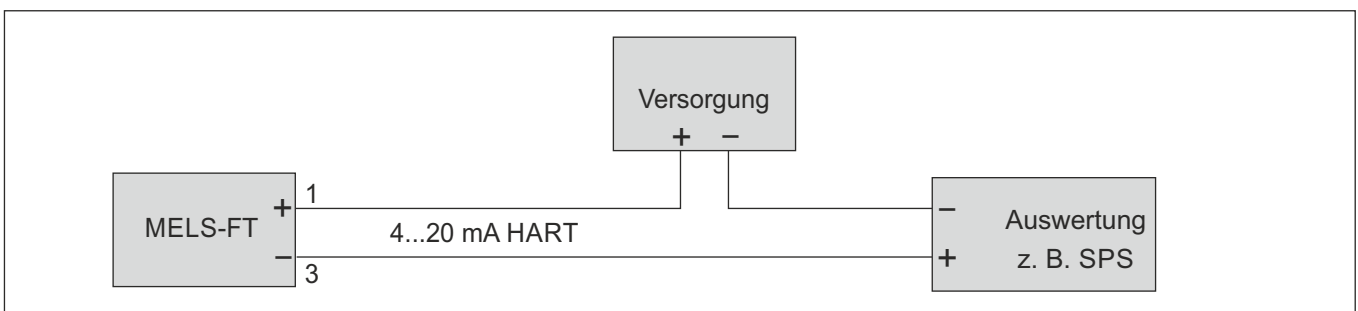 Versorgung
+ −
1
MELS-FT
+
−
3
4...20 mA HART
−
+
Auswertung
z. B. SPS